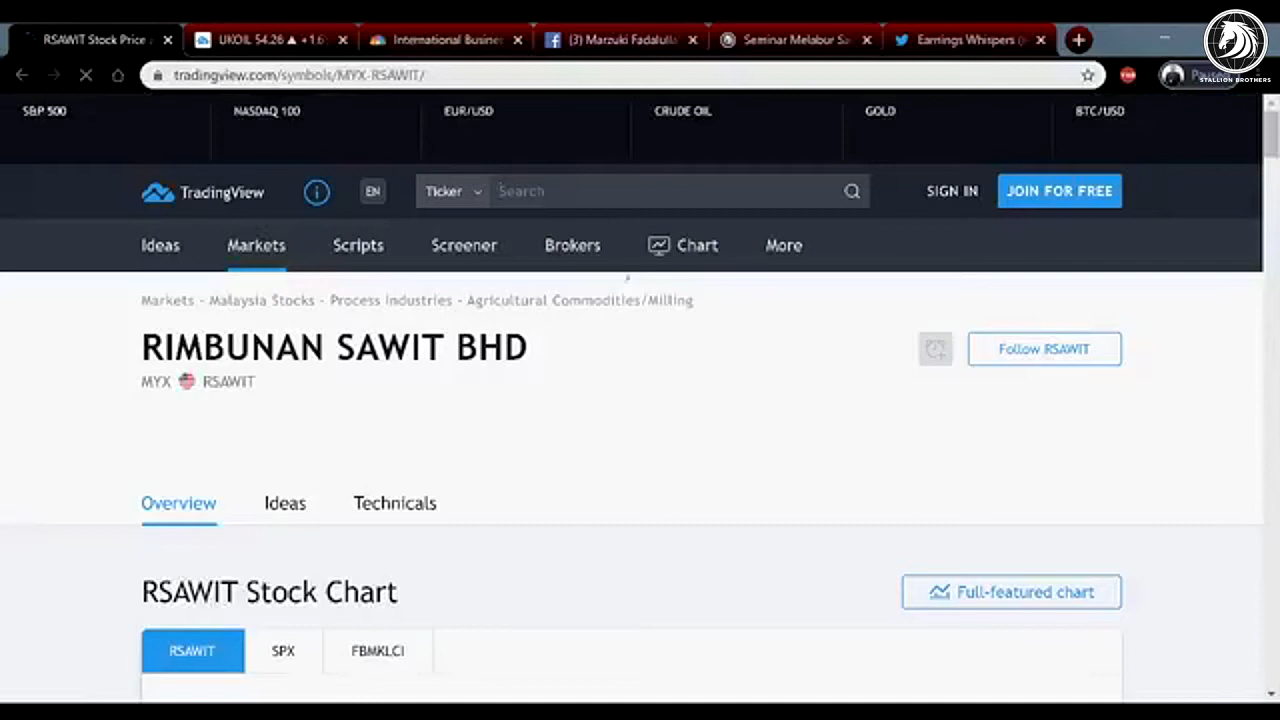 RSAWIT Stock Price
UKOIL 54.26 ▲ +1.6
International Busine
(3) Marzuki Fadalull
Seminar Melabur Sa
Earnings Whispers
tradingview.com/symbols/MYX-RSAWIT/
STALLION BROTHERS
S&P 500
NASDAQ 100
EUR/USD
CRUDE OIL
GOLD
BTC/USD
TradingView
EN
Ticker
Search
SIGN IN
JOIN FOR FREE
Ideas
Markets
Scripts
Screener
Brokers
Chart
More
Markets - Malaysia Stocks - Process Industries - Agricultural Commodities/Milling
RIMBUNAN SAWIT BHD
Follow RSAWIT
MYX RSAWIT
Overview
Ideas
Technicals
RSAWIT Stock Chart
Full-featured chart
RSAWIT
SPX
FBMKLCI